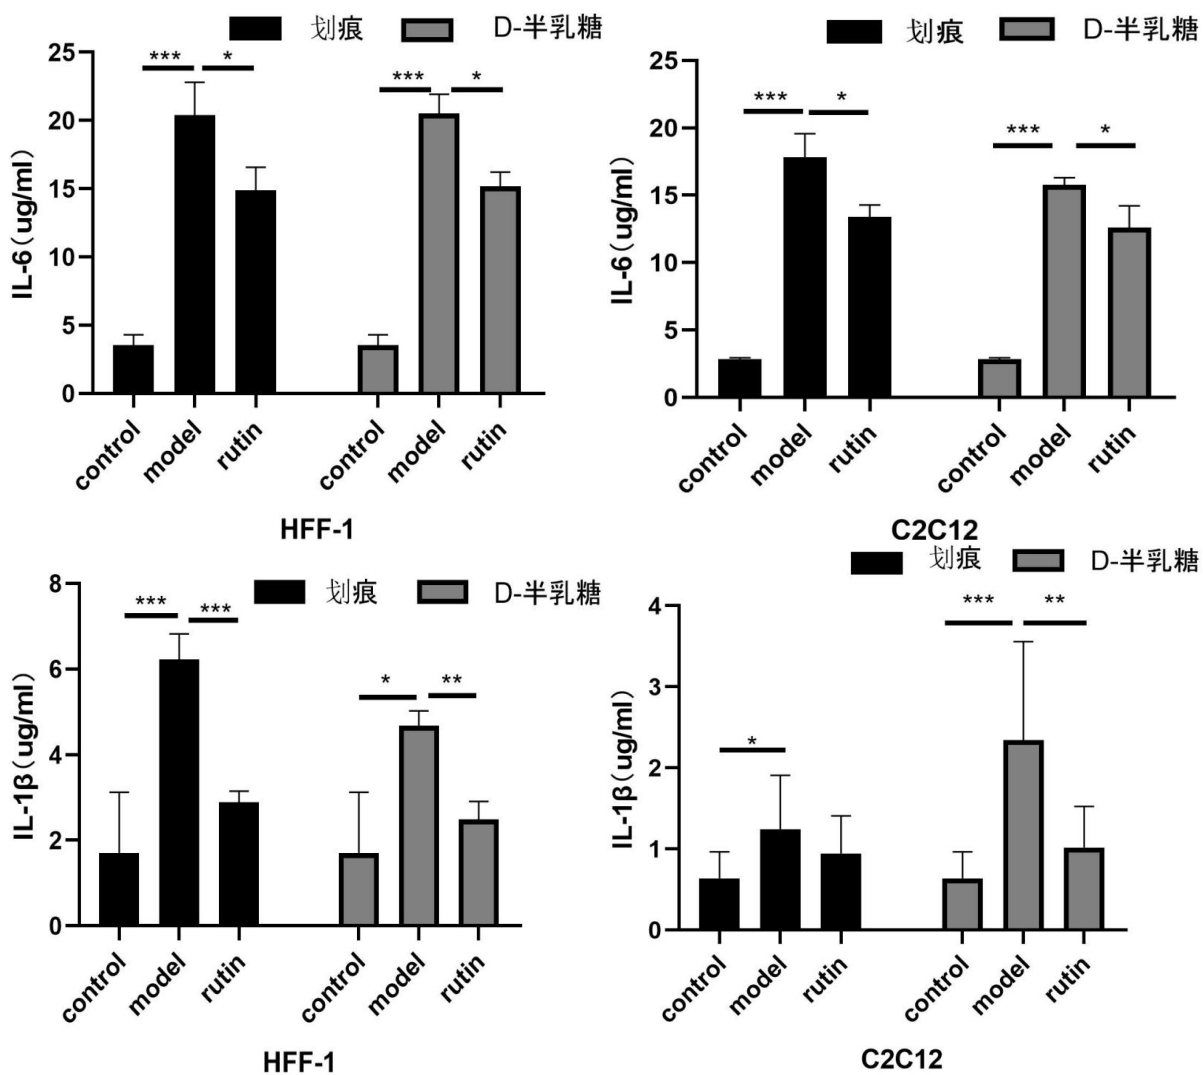 划痕 D-半乳糖
IL-6(ug/ml)
25
20
15
10
5
0
*** *
*** *
control model rutin control model rutin
HFF-1
划痕 D-半乳糖
IL-6(ug/ml)
25
20
15
10
5
0
*** *
*** *
control model rutin control model rutin
C2C12
划痕 D-半乳糖
IL-1β(ug/ml)
8
6
4
2
0
*** ***
* **
control model rutin control model rutin
HFF-1
划痕 D-半乳糖
IL-1β(ug/ml)
4
3
2
1
0
*
*** **
control model rutin control model rutin
C2C12